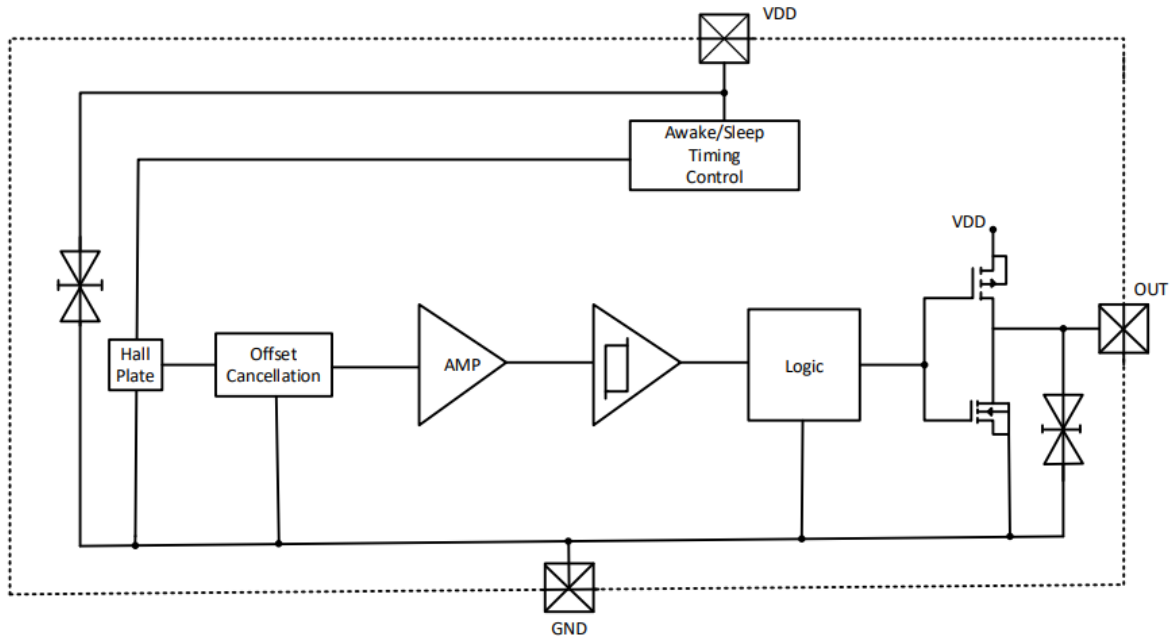 VDD
Awake/Sleep
Timing
Control
VDD
OUT
Hall
Plate
Offset
Cancellation
AMP
Logic
GND